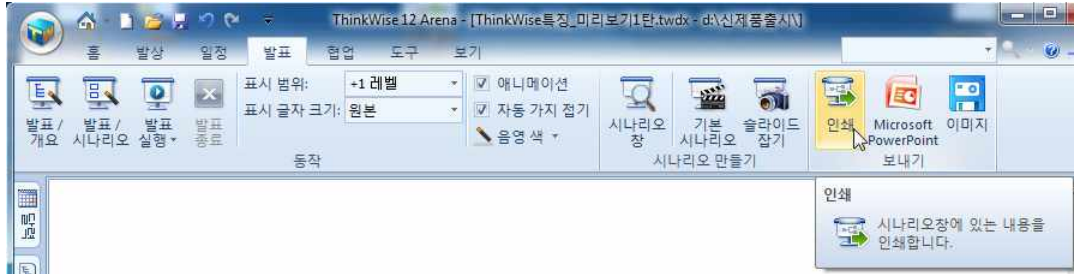 ThinkWise 12 Arena - [ThinkWise특징_미리보기1탄.twdx - d:\신제품출시\]
홈 발상 일정 발표 협업 도구 보기
발표/개요
발표/시나리오
발표 실행
발표 종료
표시 범위: +1 레벨
표시 글자 크기: 원본
애니메이션
자동 가지 접기
음영 색
동작
시나리오 창
기본 시나리오
슬라이드 잡기
시나리오 만들기
인쇄
Microsoft PowerPoint
이미지
보내기
인쇄
시나리오창에 있는 내용을
인쇄합니다.